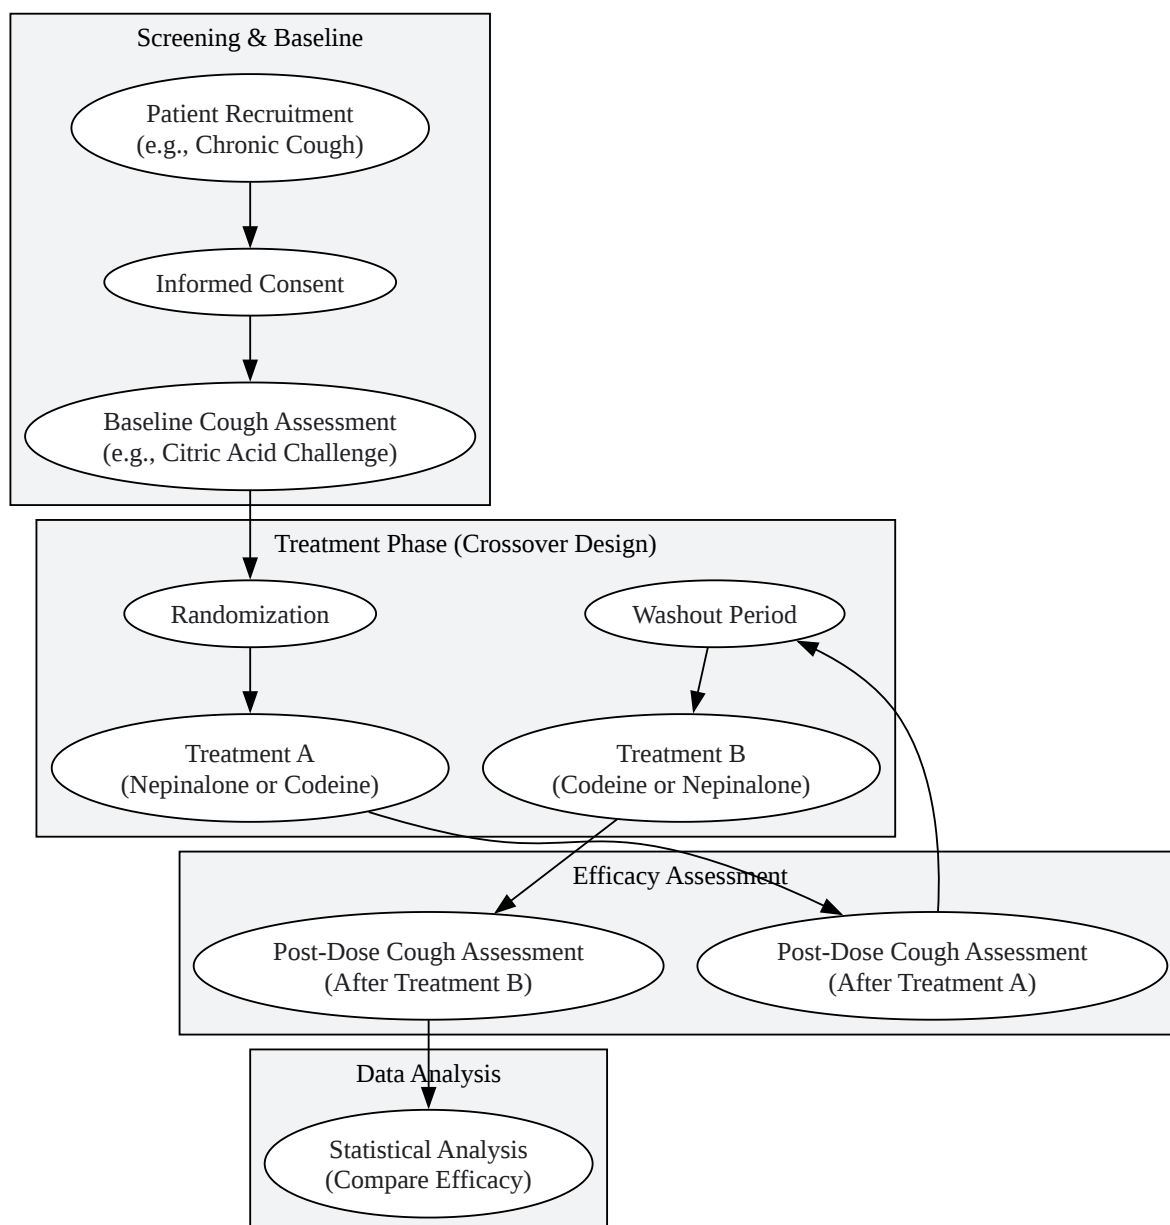 Screening & Baseline
Patient Recruitment
(e.g., Chronic Cough)
Informed Consent
Baseline Cough Assessment
(e.g., Citric Acid Challenge)
Treatment Phase (Crossover Design)
Randomization
Washout Period
Treatment A
(Nepinalone or Codeine)
Treatment B
(Codeine or Nepinalone)
Efficacy Assessment
Post-Dose Cough Assessment
(After Treatment B)
Post-Dose Cough Assessment
(After Treatment A)
Data Analysis
Statistical Analysis
(Compare Efficacy)